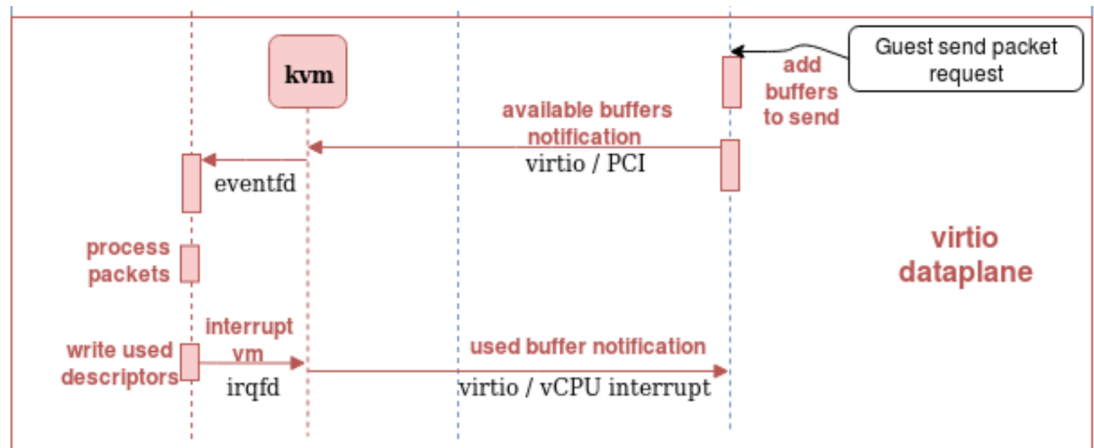 Guest send packet
request
kvm
add
buffers
to send
available buffers
notification
virtio / PCI
eventfd
virtio
dataplane
process
packets
interrupt
vm
irqfd
write used
descriptors
used buffer notification
virtio / vCPU interrupt